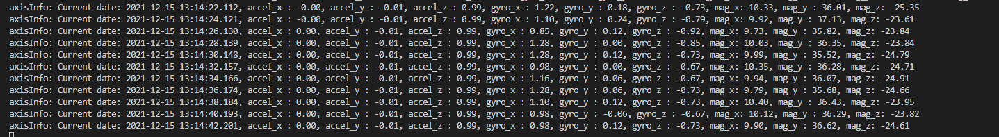 axisInfo: Current date: 2021-12-15 13:14:22.112, accel_x : -0.00, accel_y : -0.01, accel_z : 0.99, gyro_x : 1.22, gyro_y : 0.18, gyro_z : -0.73, mag_x: 10.33, mag_y : 36.01, mag_z: -25.35
axisInfo: Current date: 2021-12-15 13:14:24.121, accel_x : -0.00, accel_y : -0.01, accel_z : 0.99, gyro_x : 1.10, gyro_y : 0.24, gyro_z : -0.79, mag_x: 9.92, mag_y : 37.13, mag_z: -23.61
axisInfo: Current date: 2021-12-15 13:14:26.130, accel_x : 0.00, accel_y : -0.01, accel_z : 0.99, gyro_x : 0.85, gyro_y : 0.12, gyro_z : -0.92, mag_x: 9.73, mag_y : 35.82, mag_z: -23.84
axisInfo: Current date: 2021-12-15 13:14:28.139, accel_x : 0.00, accel_y : -0.01, accel_z : 0.99, gyro_x : 1.28, gyro_y : 0.00, gyro_z : -0.85, mag_x: 10.03, mag_y : 36.35, mag_z: -23.84
axisInfo: Current date: 2021-12-15 13:14:30.148, accel_x : 0.00, accel_y : -0.01, accel_z : 0.99, gyro_x : 1.28, gyro_y : 0.12, gyro_z : -0.73, mag_x: 9.99, mag_y : 35.52, mag_z: -24.79
axisInfo: Current date: 2021-12-15 13:14:32.157, accel_x : 0.00, accel_y : -0.01, accel_z : 0.99, gyro_x : 0.98, gyro_y : 0.00, gyro_z : -0.67, mag_x: 10.35, mag_y : 36.28, mag_z: -24.71
axisInfo: Current date: 2021-12-15 13:14:34.166, accel_x : 0.00, accel_y : -0.01, accel_z : 0.99, gyro_x : 1.16, gyro_y : 0.06, gyro_z : -0.67, mag_x: 9.94, mag_y : 36.07, mag_z: -24.91
axisInfo: Current date: 2021-12-15 13:14:36.174, accel_x : 0.00, accel_y : -0.01, accel_z : 0.99, gyro_x : 1.28, gyro_y : 0.06, gyro_z : -0.73, mag_x: 9.79, mag_y : 35.68, mag_z: -24.66
axisInfo: Current date: 2021-12-15 13:14:38.184, accel_x : 0.00, accel_y : -0.01, accel_z : 0.99, gyro_x : 1.10, gyro_y : 0.12, gyro_z : -0.73, mag_x: 10.40, mag_y : 36.43, mag_z: -23.95
axisInfo: Current date: 2021-12-15 13:14:40.193, accel_x : 0.00, accel_y : -0.01, accel_z : 0.99, gyro_x : 0.98, gyro_y : -0.06, gyro_z : -0.67, mag_x: 10.12, mag_y : 36.29, mag_z: -23.82
axisInfo: Current date: 2021-12-15 13:14:42.201, accel_x : 0.00, accel_y : -0.01, accel_z : 0.99, gyro_x : 0.98, gyro_y : 0.12, gyro_z : -0.73, mag_x: 9.90, mag_y : 36.62, mag_z: -24.61